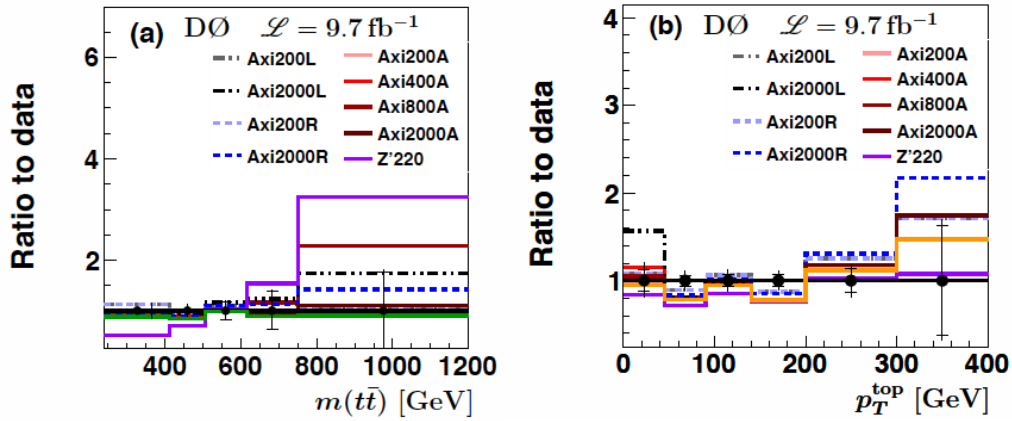 (a) DØ ℒ = 9.7 fb⁻¹
Ratio to data
6
4
2
Axi200L
Axi2000L
Axi200R
Axi2000R
Axi200A
Axi400A
Axi800A
Axi2000A
Z'220
400 600 800 1000 1200
m(tt̄) [GeV]
(b) DØ ℒ = 9.7 fb⁻¹
Ratio to data
4
3
2
1
Axi200L
Axi2000L
Axi200R
Axi2000R
Axi200A
Axi400A
Axi800A
Axi2000A
Z'220
0 100 200 300 400
p_T^top [GeV]